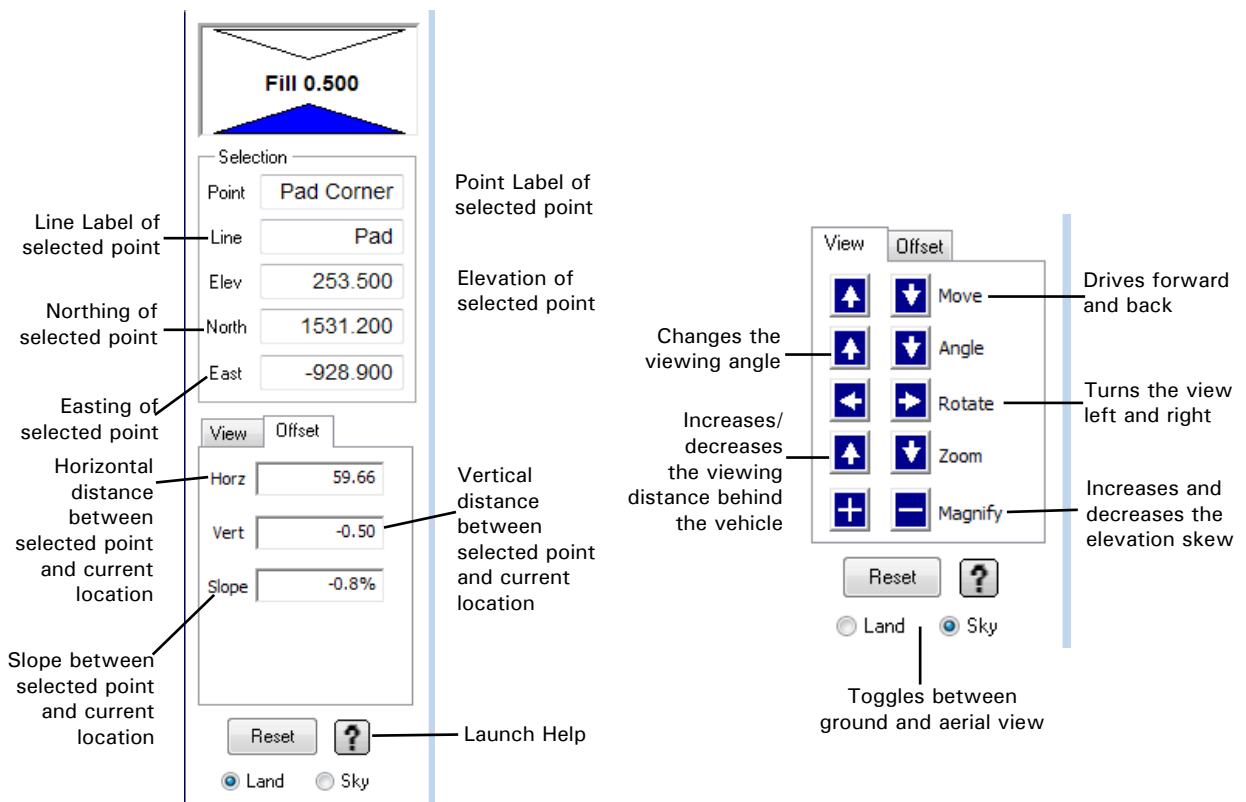 Fill 0.500
Selection
Point Pad Corner
Point Label of
selected point
Line Label of
selected point
Line Pad
Elev 253.500
Elevation of
selected point
Northing of
selected point
North 1531.200
East -928.900
Easting of
selected point
View Offset
Horizontal
distance
between
selected point
and current
location
Horz 59.66
Vert -0.50
Vertical
distance
between
selected point
and current
location
Slope -0.8%
Slope between
selected point
and current
location
Reset ?
Launch Help
Land Sky
View Offset
Move
Drives forward
and back
Changes the
viewing angle
Angle
Rotate
Turns the view
left and right
Increases/
decreases
the viewing
distance behind
the vehicle
Zoom
Magnify
Increases and
decreases the
elevation skew
Reset ?
Land Sky
Toggles between
ground and aerial view